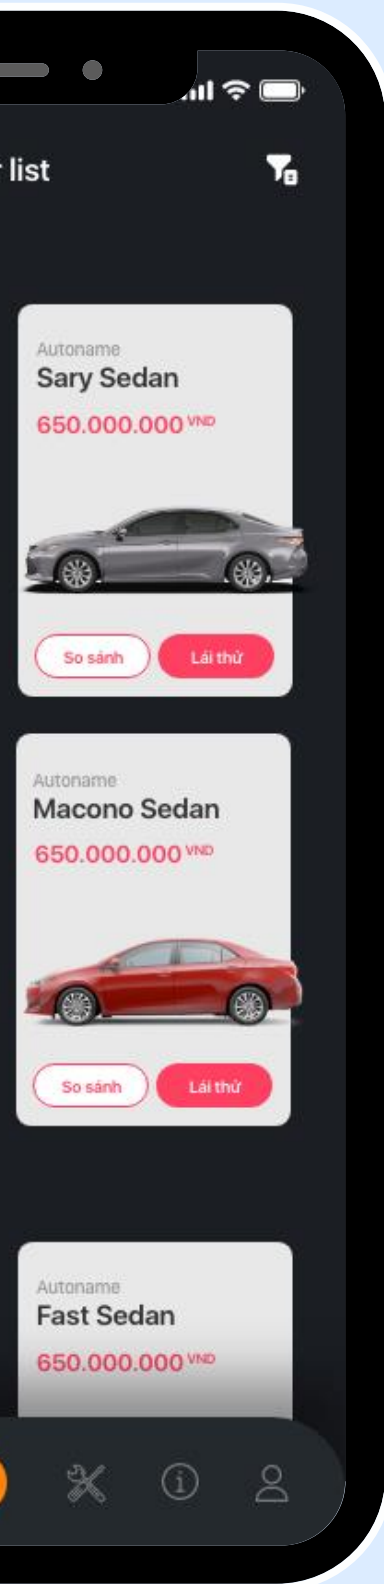 list
Autoname
Sary Sedan
650.000.000 VND
So sánh
Lái thử
Autoname
Macono Sedan
650.000.000 VND
So sánh
Lái thử
Autoname
Fast Sedan
650.000.000 VND